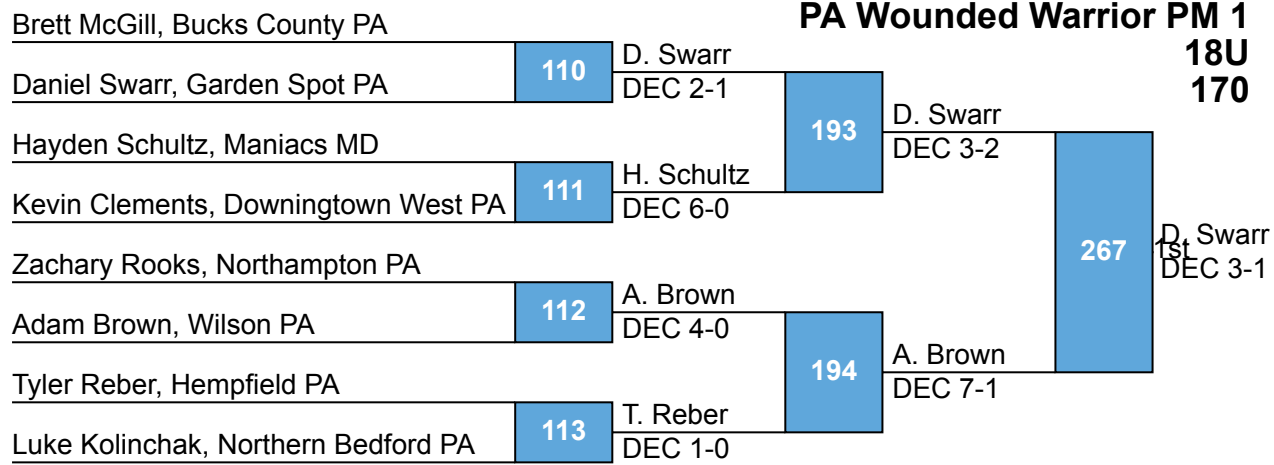 PA Wounded Warrior PM 1
18U
170
Brett McGill, Bucks County PA
110
D. Swarr
DEC 2-1
Daniel Swarr, Garden Spot PA
193
D. Swarr
DEC 3-2
Hayden Schultz, Maniacs MD
111
H. Schultz
DEC 6-0
Kevin Clements, Downingtown West PA
267
1st
D. Swarr
DEC 3-1
Zachary Rooks, Northampton PA
112
A. Brown
DEC 4-0
Adam Brown, Wilson PA
194
A. Brown
DEC 7-1
Tyler Reber, Hempfield PA
113
T. Reber
DEC 1-0
Luke Kolinchak, Northern Bedford PA